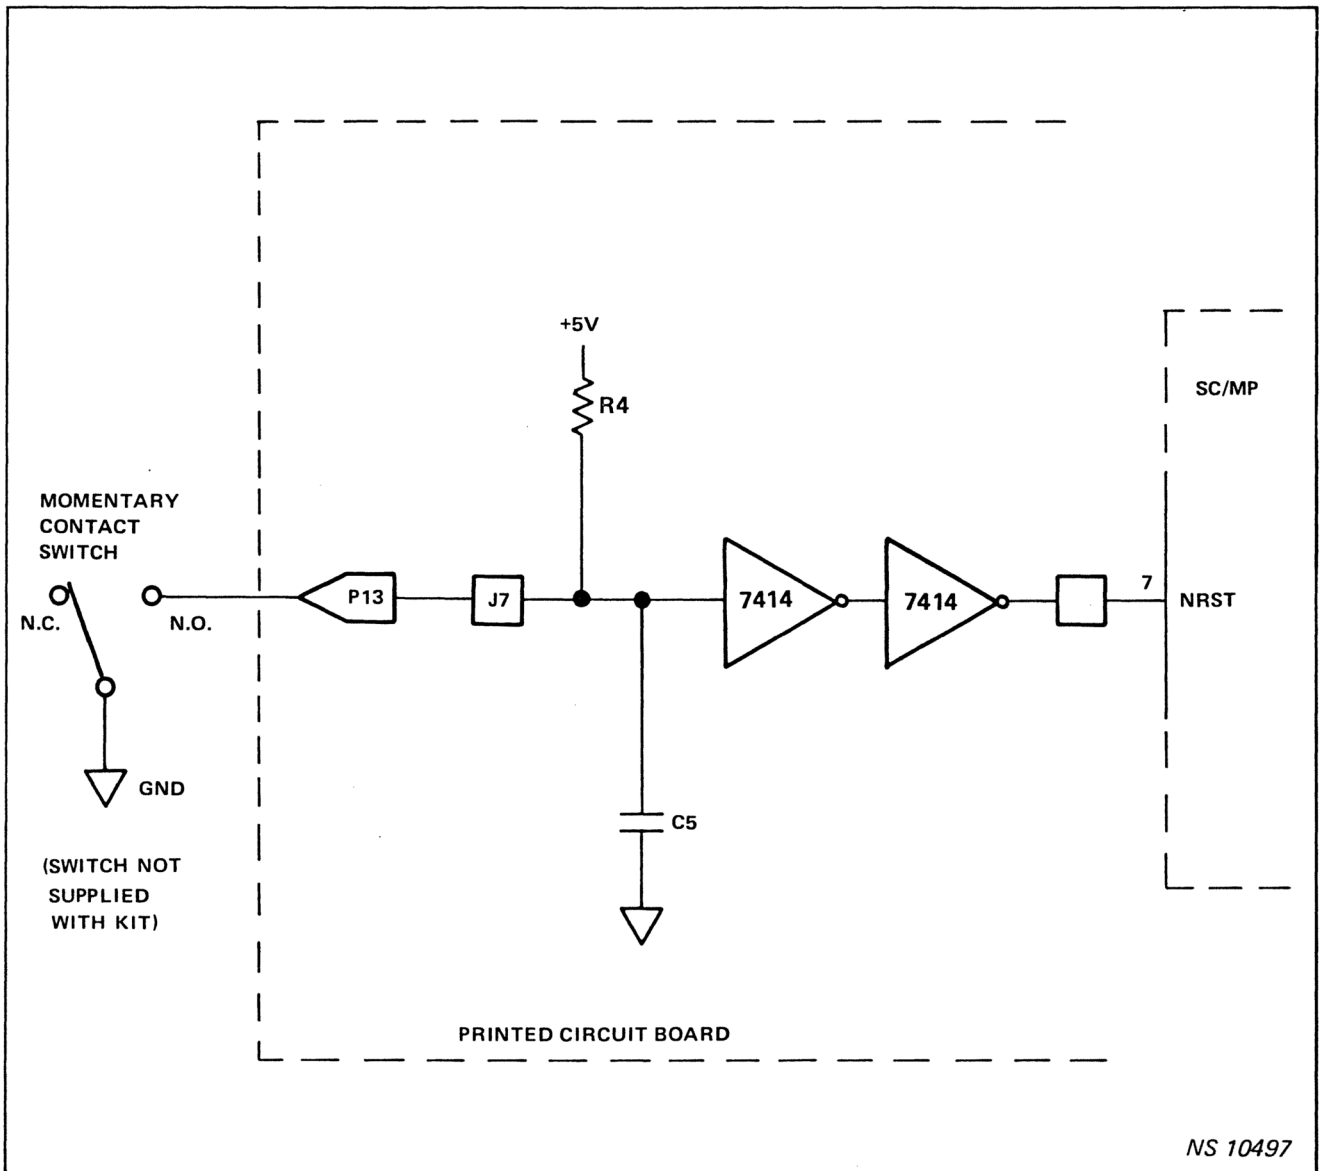 +5V
R4
SC/MP
MOMENTARY
CONTACT
SWITCH
N.C.
N.O.
P13
J7
7414
7414
7
NRST
GND
C5
(SWITCH NOT
SUPPLIED
WITH KIT)
PRINTED CIRCUIT BOARD
NS 10497